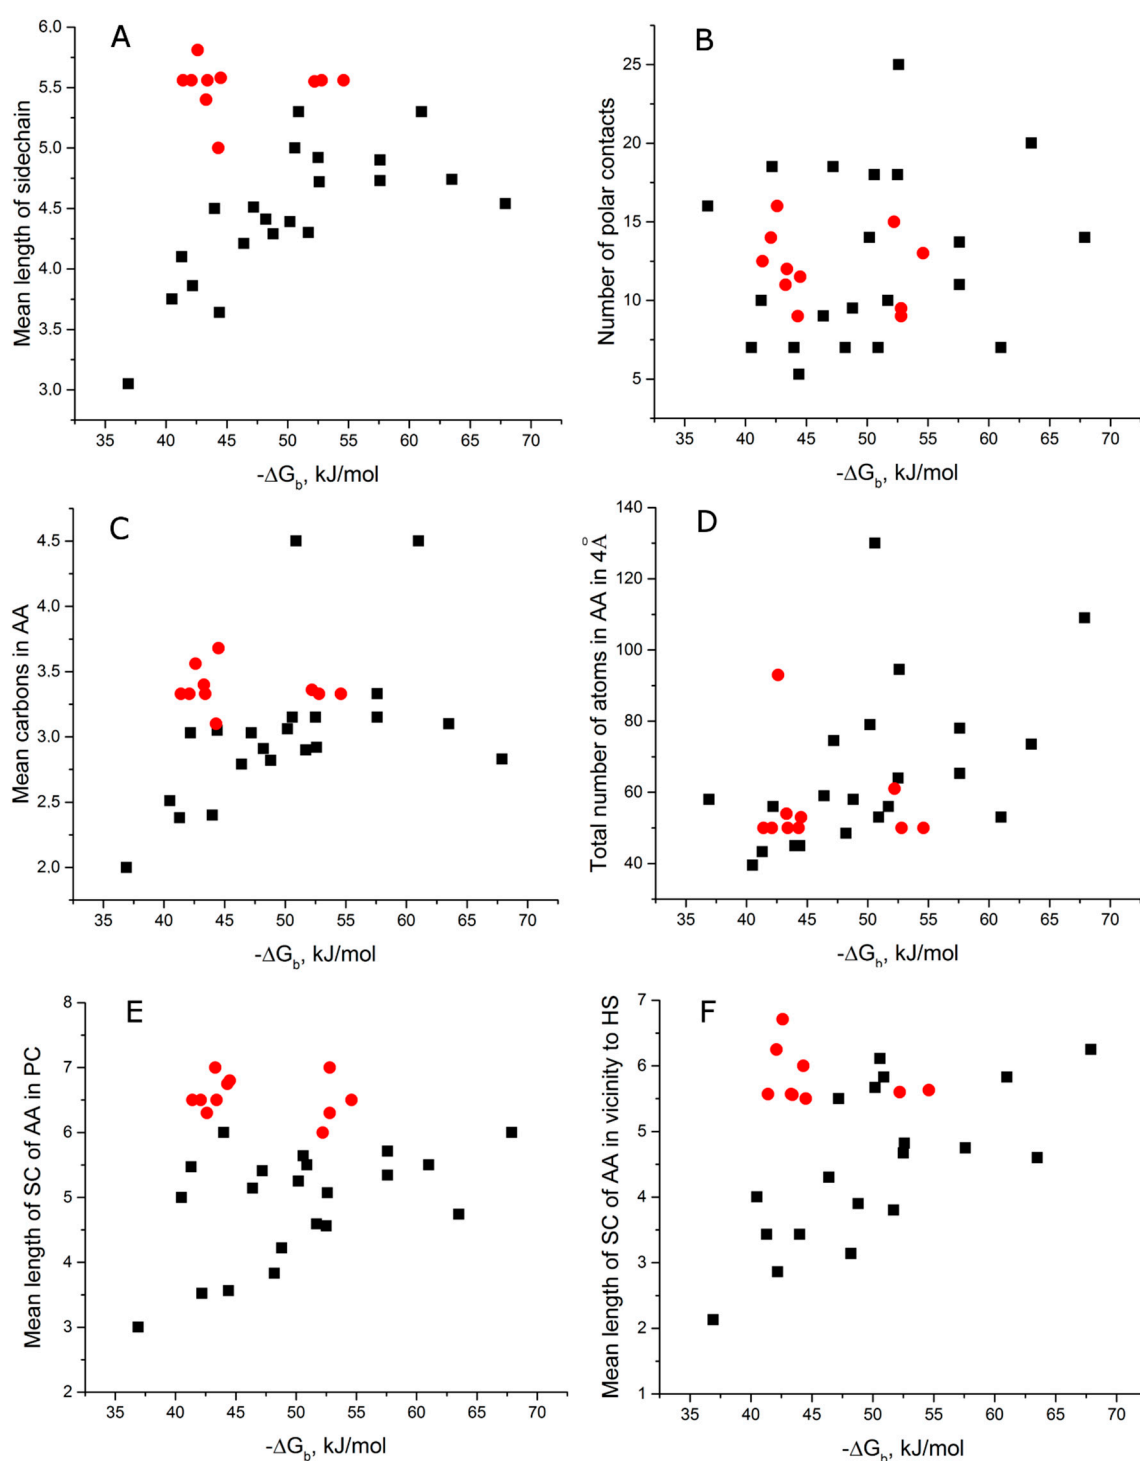 A
Mean length of sidechain
6.0
5.5
5.0
4.5
4.0
3.5
3.0
35 40 45 50 55 60 65 70
-ΔG_b, kJ/mol
B
Number of polar contacts
25
20
15
10
5
35 40 45 50 55 60 65 70
-ΔG_b, kJ/mol
C
Mean carbons in AA
4.5
4.0
3.5
3.0
2.5
2.0
35 40 45 50 55 60 65 70
-ΔG_b, kJ/mol
D
Total number of atoms in AA in 4Å
140
120
100
80
60
40
35 40 45 50 55 60 65 70
-ΔG_b, kJ/mol
E
Mean length of SC of AA in PC
8
7
6
5
4
3
2
35 40 45 50 55 60 65 70
-ΔG_b, kJ/mol
F
Mean length of SC of AA in vicinity to HS
7
6
5
4
3
2
1
35 40 45 50 55 60 65 70
-ΔG_b, kJ/mol